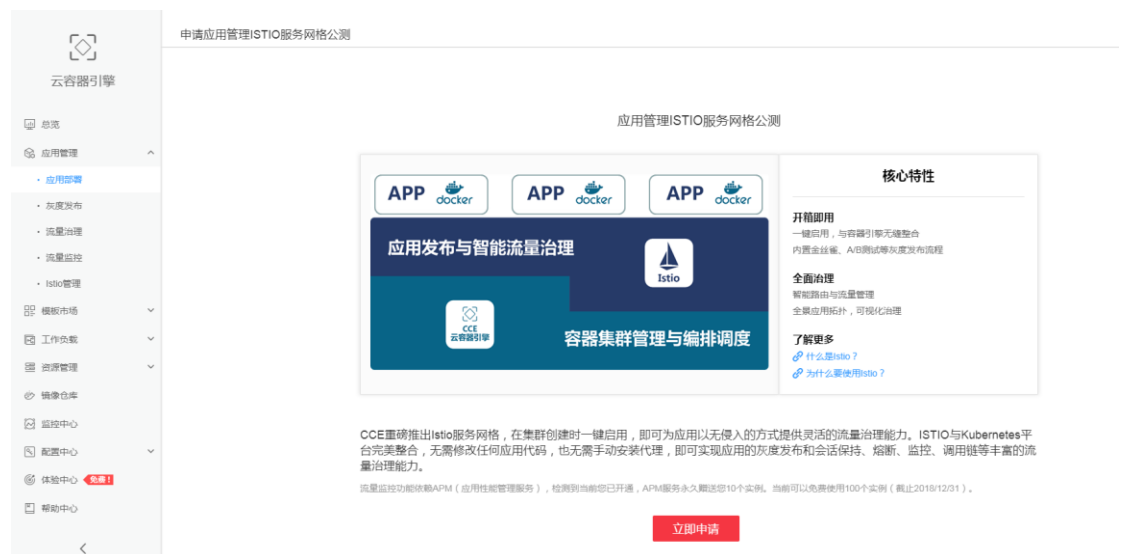 申请应用管理ISTIO服务网格公测
云容器引擎
总览
应用管理
应用部署
灰度发布
流量治理
流量监控
Istio管理
模板市场
工作负载
资源管理
镜像仓库
监控中心
配置中心
体验中心 免费！
帮助中心
应用管理ISTIO服务网格公测
APP docker
APP docker
APP docker
应用发布与智能流量治理
Istio
CCE
云容器引擎
容器集群管理与编排调度
核心特性
开箱即用
一键启用，与容器引擎无缝整合
内置金丝雀、A/B测试等灰度发布流程
全面治理
智能路由与流量管理
全景应用拓扑，可视化治理
了解更多
什么是Istio？
为什么要使用Istio？
CCE重磅推出Istio服务网格，在集群创建时一键启用，即可为应用以无侵入的方式提供灵活的流量治理能力。ISTIO与Kubernetes平
台完美整合，无需修改任何应用代码，也无需手动安装代理，即可实现应用的灰度发布和会话保持、熔断、监控、调用链等丰富的流
量治理能力。
流量监控功能依赖APM（应用性能管理服务），检测到当前您已开通，APM服务永久赠送您10个实例。当前可以免费使用100个实例（截止2018/12/31）。
立即申请